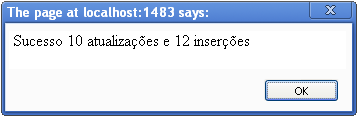 The page at localhost:1483 says:
Sucesso 10 atualizações e 12 inserções
OK